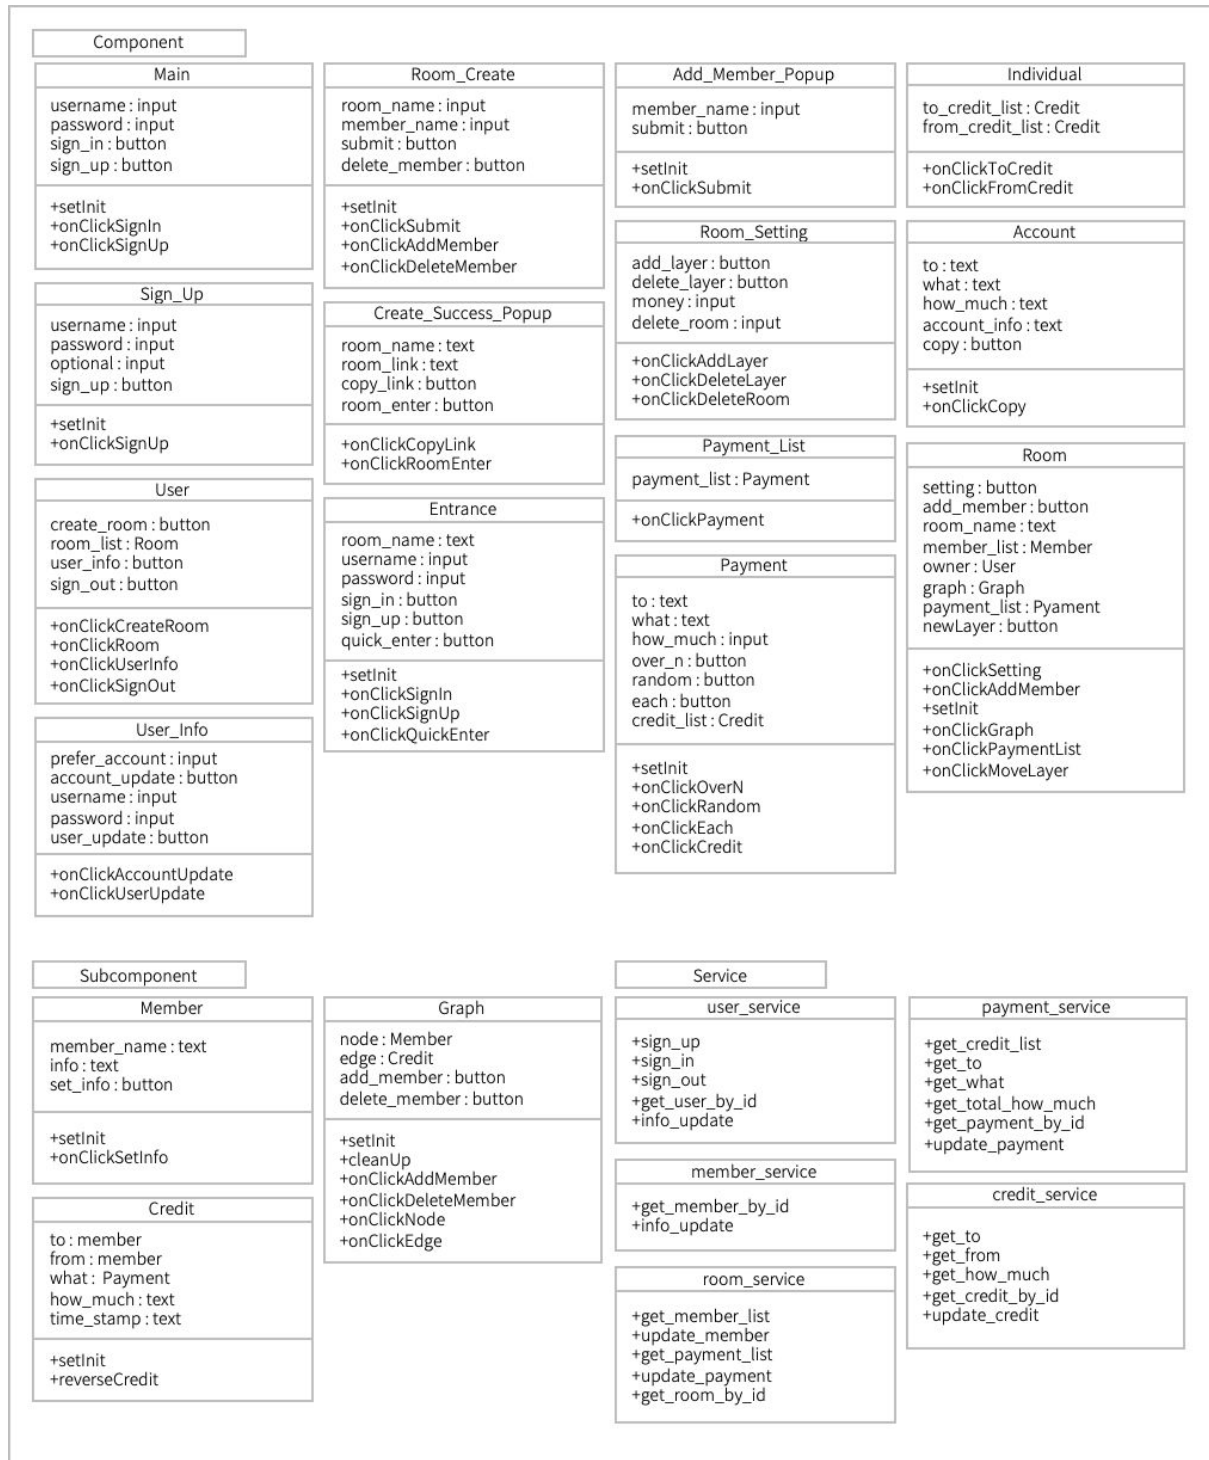 Component
Main
username : input
password : input
sign_in : button
sign_up : button
+setInit
+onClickSignIn
+onClickSignUp
Sign_Up
username : input
password : input
optional : input
sign_up : button
+setInit
+onClickSignUp
User
create_room : button
room_list : Room
user_info : button
sign_out : button
+onClickCreateRoom
+onClickRoom
+onClickUserInfo
+onClickSignOut
User_Info
prefer_account : input
account_update : button
username : input
password : input
user_update : button
+onClickAccountUpdate
+onClickUserUpdate
Room_Create
room_name : input
member_name : input
submit : button
delete_member : button
+setInit
+onClickSubmit
+onClickAddMember
+onClickDeleteMember
Create_Success_Popup
room_name : text
room_link : text
copy_link : button
room_enter : button
+onClickCopyLink
+onClickRoomEnter
Entrance
room_name : text
username : input
password : input
sign_in : button
sign_up : button
quick_enter : button
+setInit
+onClickSignIn
+onClickSignUp
+onClickQuickEnter
Add_Member_Popup
member_name : input
submit : button
+setInit
+onClickSubmit
Room_Setting
add_layer : button
delete_layer : button
money : input
delete_room : input
+onClickAddLayer
+onClickDeleteLayer
+onClickDeleteRoom
Payment_List
payment_list : Payment
+onClickPayment
Payment
to : text
what : text
how_much : input
over_n : button
random : button
each : button
credit_list : Credit
+setInit
+onClickOverN
+onClickRandom
+onClickEach
+onClickCredit
Individual
to_credit_list : Credit
from_credit_list : Credit
+onClickToCredit
+onClickFromCredit
Account
to : text
what : text
how_much : text
account_info : text
copy : button
+setInit
+onClickCopy
Room
setting : button
add_member : button
room_name : text
member_list : Member
owner : User
graph : Graph
payment_list : Pyament
newLayer : button
+onClickSetting
+onClickAddMember
+setInit
+onClickGraph
+onClickPaymentList
+onClickMoveLayer
Subcomponent
Member
member_name : text
info : text
set_info : button
+setInit
+onClickSetInfo
Credit
to : member
from : member
what : Payment
how_much : text
time_stamp : text
+setInit
+reverseCredit
Graph
node : Member
edge : Credit
add_member : button
delete_member : button
+setInit
+cleanUp
+onClickAddMember
+onClickDeleteMember
+onClickNode
+onClickEdge
Service
user_service
+sign_up
+sign_in
+sign_out
+get_user_by_id
+info_update
member_service
+get_member_by_id
+info_update
room_service
+get_member_list
+update_member
+get_payment_list
+update_payment
+get_room_by_id
payment_service
+get_credit_list
+get_to
+get_what
+get_total_how_much
+get_payment_by_id
+update_payment
credit_service
+get_to
+get_from
+get_how_much
+get_credit_by_id
+update_credit